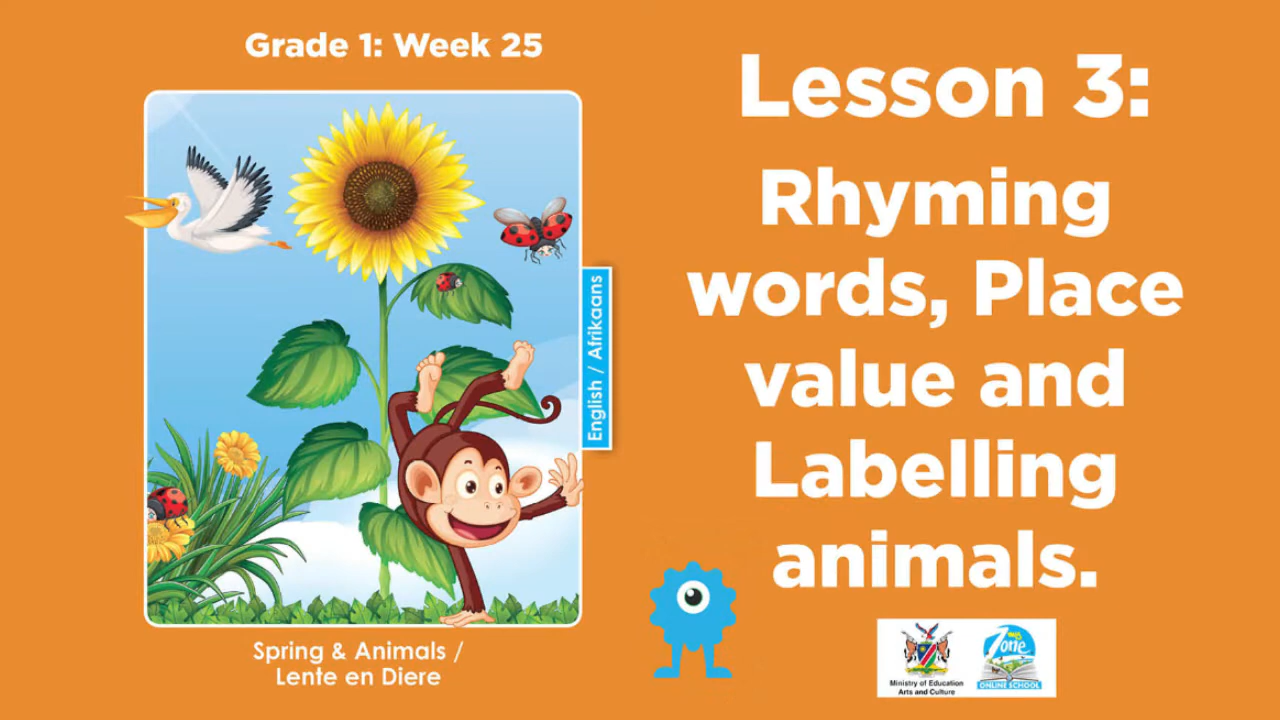 Grade 1: Week 25
English / Afrikaans
Spring & Animals /
Lente en Diere
Lesson 3:
Rhyming
words, Place
value and
Labelling
animals.
Ministry of Education
Arts and Culture
my
Zone
ONLINE SCHOOL